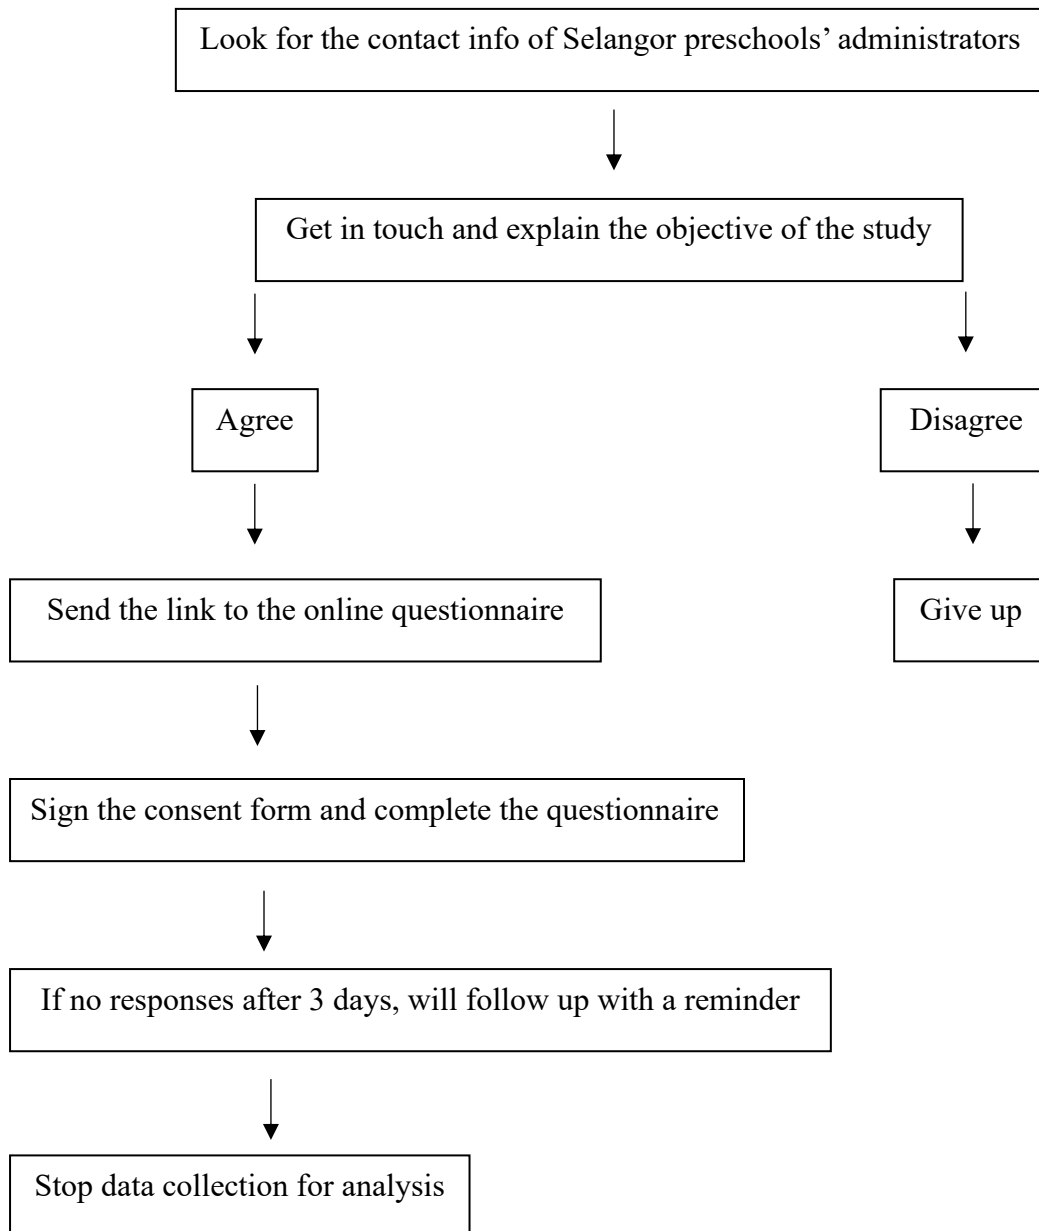 Look for the contact info of Selangor preschools’ administrators
Get in touch and explain the objective of the study
Agree
Disagree
Send the link to the online questionnaire
Give up
Sign the consent form and complete the questionnaire
If no responses after 3 days, will follow up with a reminder
Stop data collection for analysis